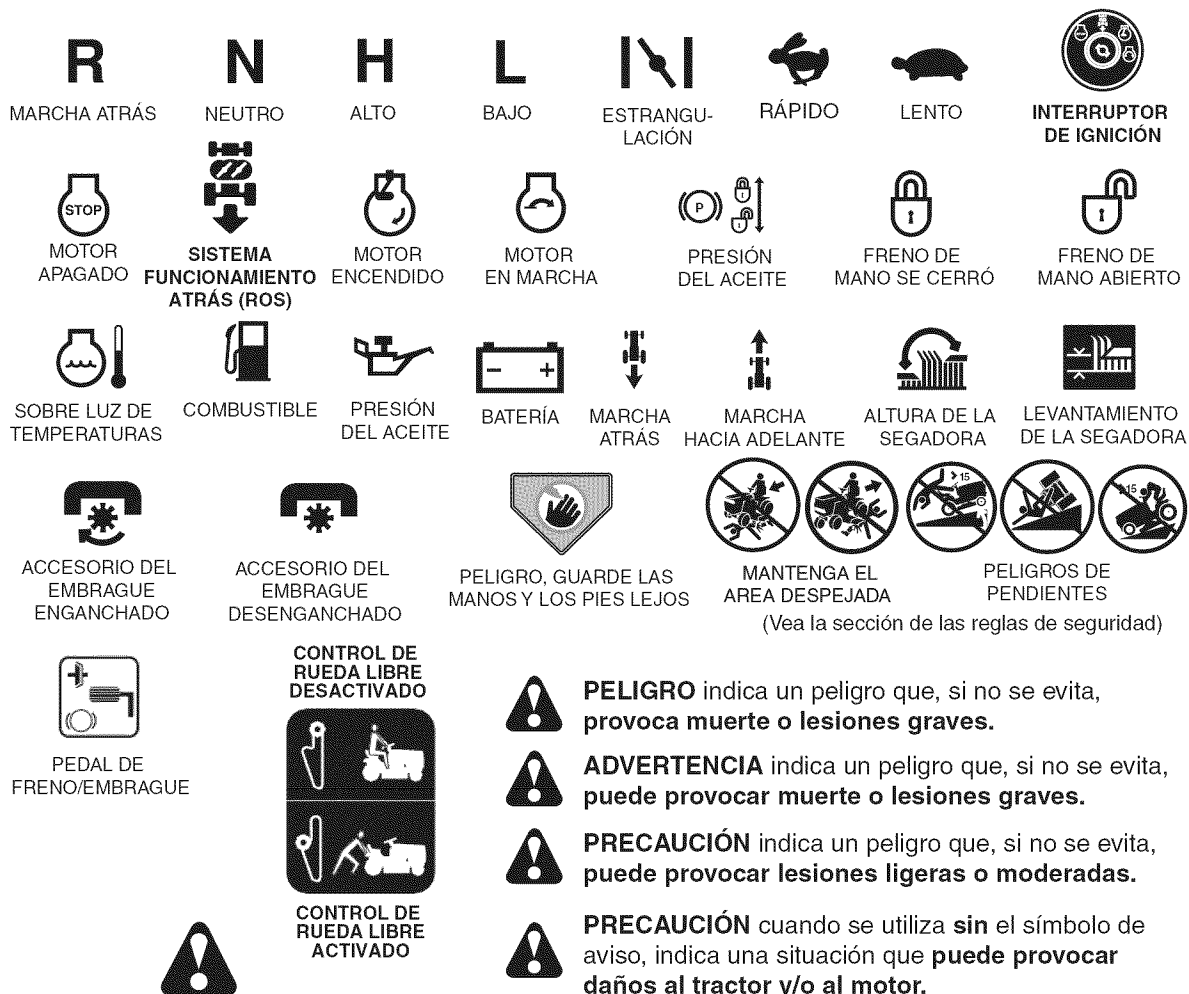 R
N
H
L
MARCHA ATRÁS
NEUTRO
ALTO
BAJO
ESTRANGU-
LACIÓN
RÁPIDO
LENTO
INTERRUPTOR
DE IGNICIÓN
STOP
MOTOR
APAGADO
SISTEMA
FUNCIONAMIENTO
ATRÁS (ROS)
MOTOR
ENCENDIDO
MOTOR
EN MARCHA
P
PRESIÓN
DEL ACEITE
FRENO DE
MANO SE CERRÓ
FRENO DE
MANO ABIERTO
SOBRE LUZ DE
TEMPERATURAS
COMBUSTIBLE
PRESIÓN
DEL ACEITE
- +
BATERÍA
MARCHA
ATRÁS
MARCHA
HACIA ADELANTE
ALTURA DE LA
SEGADORA
LEVANTAMIENTO
DE LA SEGADORA
ACCESORIO DEL
EMBRAGUE
ENGANCHADO
ACCESORIO DEL
EMBRAGUE
DESENGANCHADO
PELIGRO, GUARDE LAS
MANOS Y LOS PIES LEJOS
MANTENGA EL
AREA DESPEJADA
>15
15
PELIGROS DE
PENDIENTES
(Vea la sección de las reglas de seguridad)
PEDAL DE
FRENO/EMBRAGUE
CONTROL DE
RUEDA LIBRE
DESACTIVADO
CONTROL DE
RUEDA LIBRE
ACTIVADO
PELIGRO indica un peligro que, si no se evita,
provoca muerte o lesiones graves.
ADVERTENCIA indica un peligro que, si no se evita,
puede provocar muerte o lesiones graves.
PRECAUCIÓN indica un peligro que, si no se evita,
puede provocar lesiones ligeras o moderadas.
PRECAUCIÓN cuando se utiliza sin el símbolo de
aviso, indica una situación que puede provocar
daños al tractor y/o al motor.